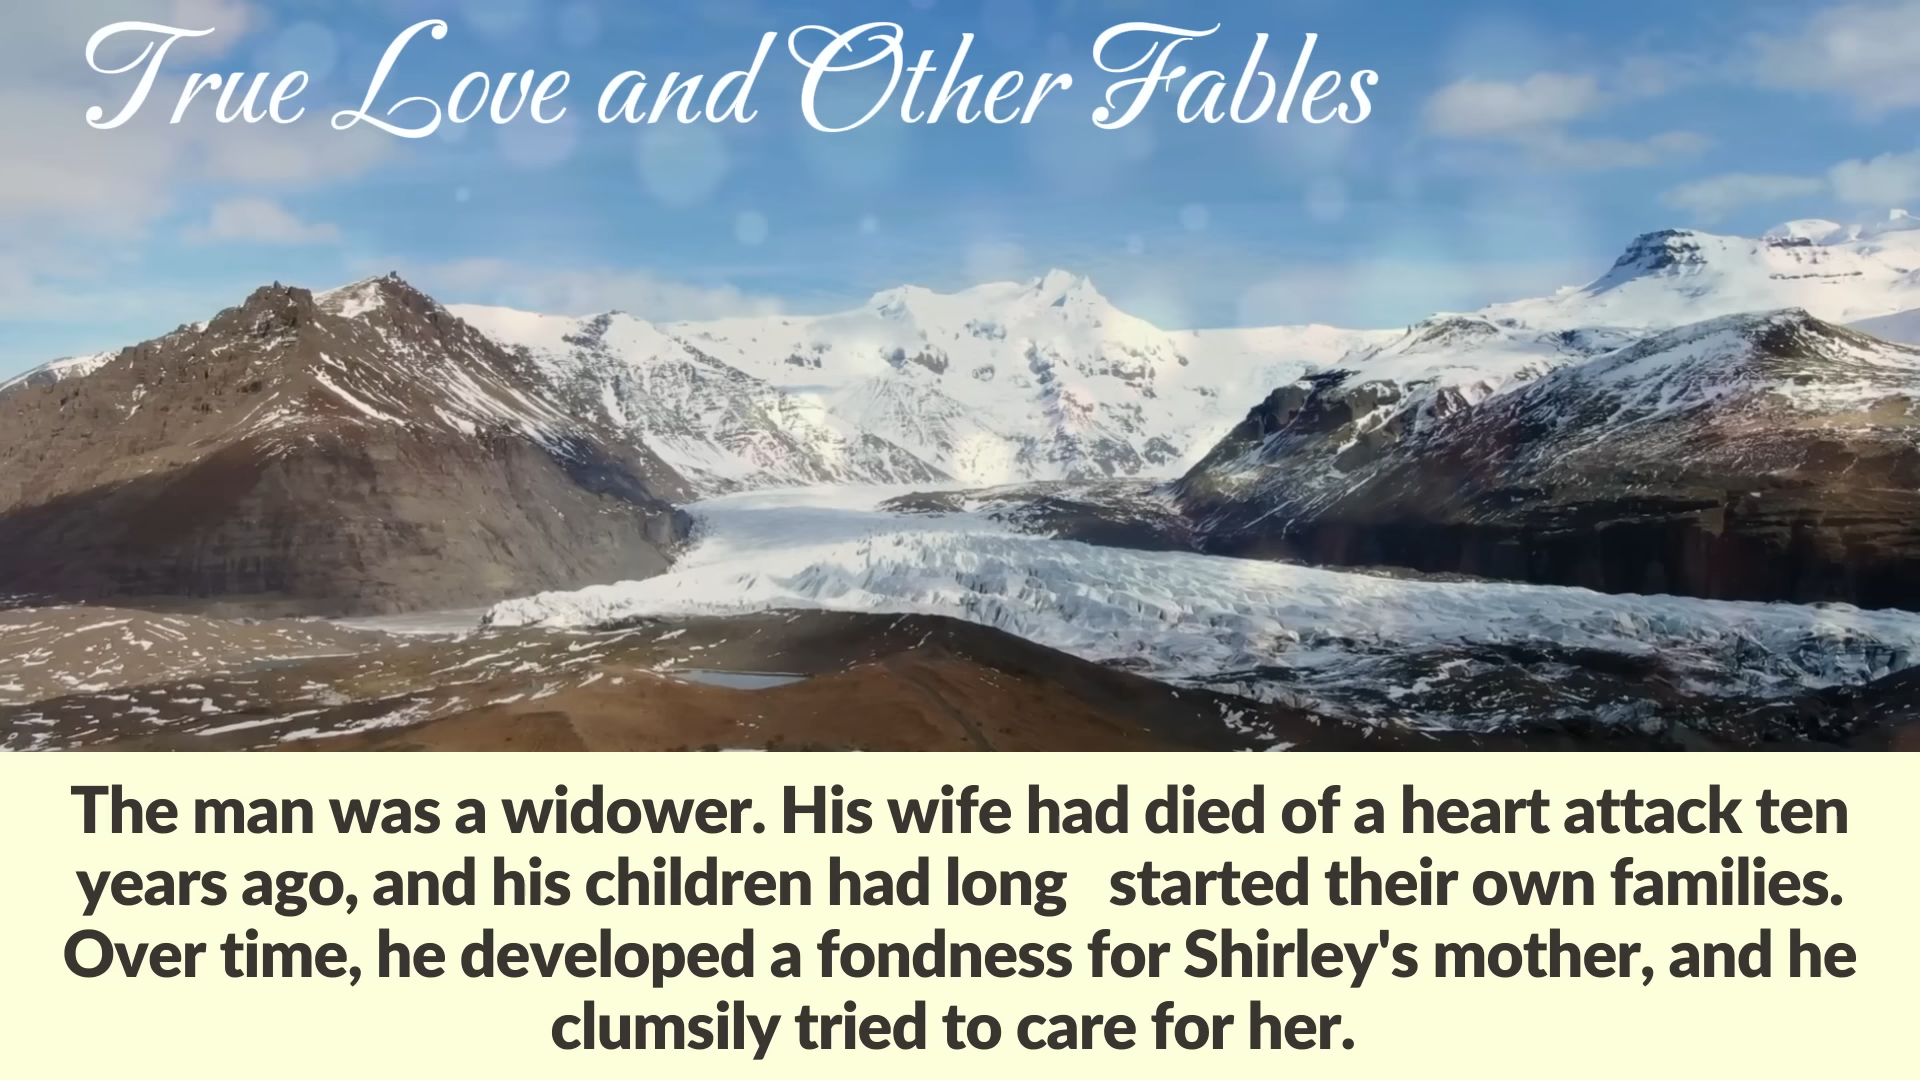 True Love and Other Fables
The man was a widower. His wife had died of a heart attack ten
years ago, and his children had long   started their own families.
Over time, he developed a fondness for Shirley's mother, and he
clumsily tried to care for her.